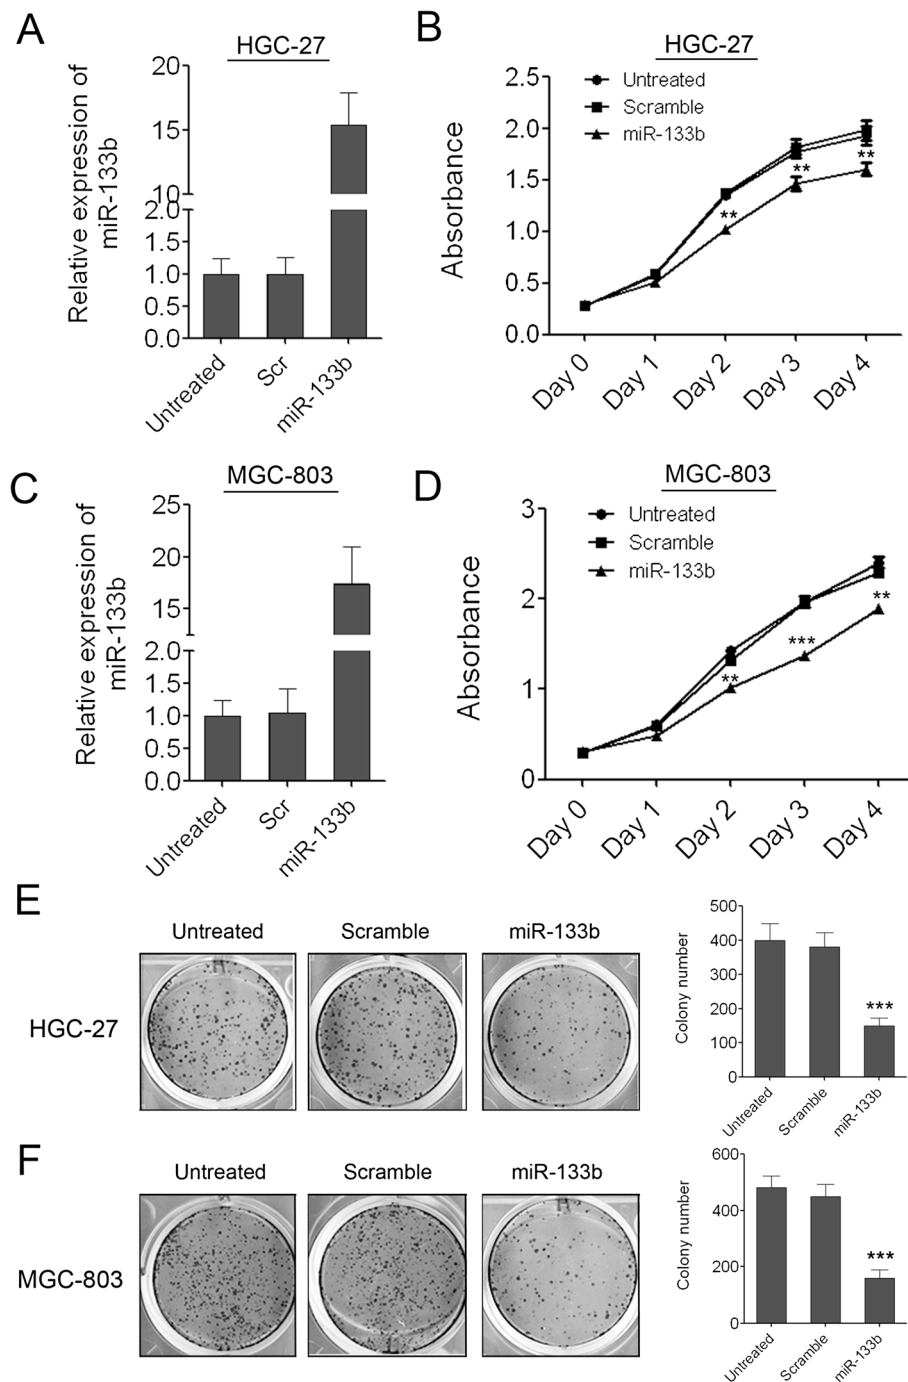 A
HGC-27
Relative expression of
miR-133b
20
15
10
2.0
1.5
1.0
0.5
0.0
Untreated
Scr
miR-133b
B
HGC-27
Untreated
Scramble
miR-133b
Absorbance
2.5
2.0
1.5
1.0
0.5
0.0
**
**
**
Day 0
Day 1
Day 2
Day 3
Day 4
C
MGC-803
Relative expression of
miR-133b
25
20
15
2.0
1.5
1.0
0.5
0.0
Untreated
Scr
miR-133b
D
MGC-803
Untreated
Scramble
miR-133b
Absorbance
3
2
1
0
**
***
**
Day 0
Day 1
Day 2
Day 3
Day 4
E
Untreated
Scramble
miR-133b
HGC-27
Colony number
500
400
300
200
100
0
***
Untreated
Scramble
miR-133b
F
Untreated
Scramble
miR-133b
MGC-803
Colony number
600
400
200
0
***
Untreated
Scramble
miR-133b